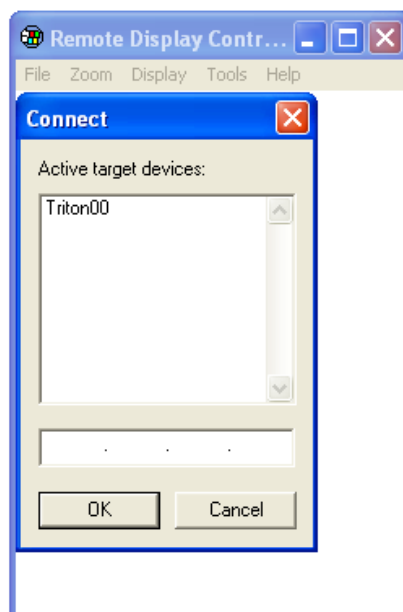 Remote Display Contr...
File Zoom Display Tools Help
Connect
Active target devices:
Triton00
. . .
OK Cancel